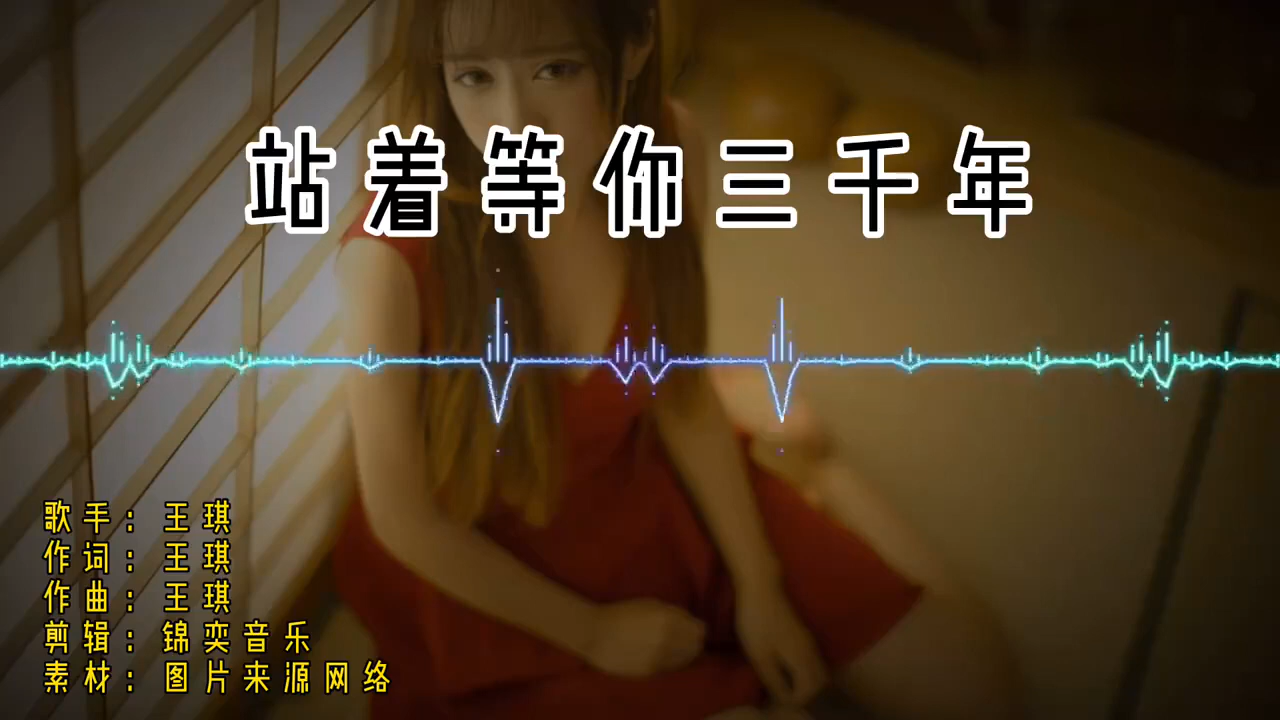 站着等你三千年
歌手：王琪
作词：王琪
作曲：王琪
剪辑：锦奕音乐
素材：图片来源网络